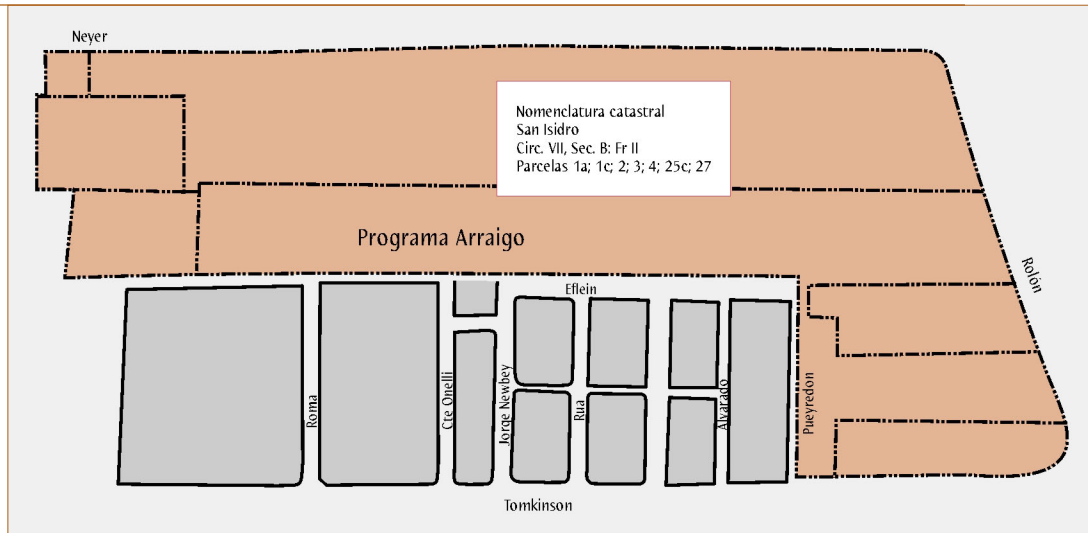 Neyer
Nomenclatura catastral
San Isidro
Circ. VII, Sec. B: Fr II
Parcelas 1a; 1c; 2; 3; 4; 25c; 27
Programa Arraigo
Rolón
Eflein
Roma
Cte Onelli
Jorge Newbey
Rua
Alvarado
Pueyredon
Tomkinson